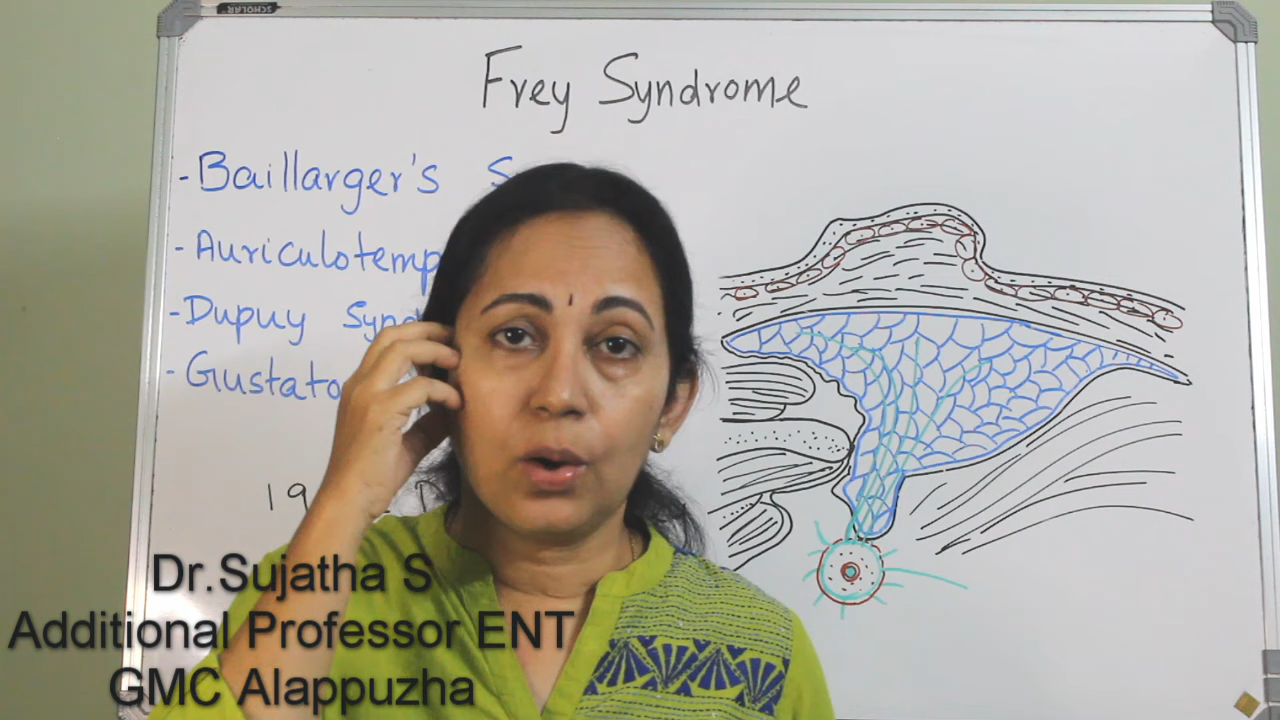 SCHOLAR
Frey Syndrome
- Baillarger's S
- Auriculotemp
- Dupuy Synd
- Gustato
19
Dr.Sujatha S
Additional Professor ENT
GMC Alappuzha